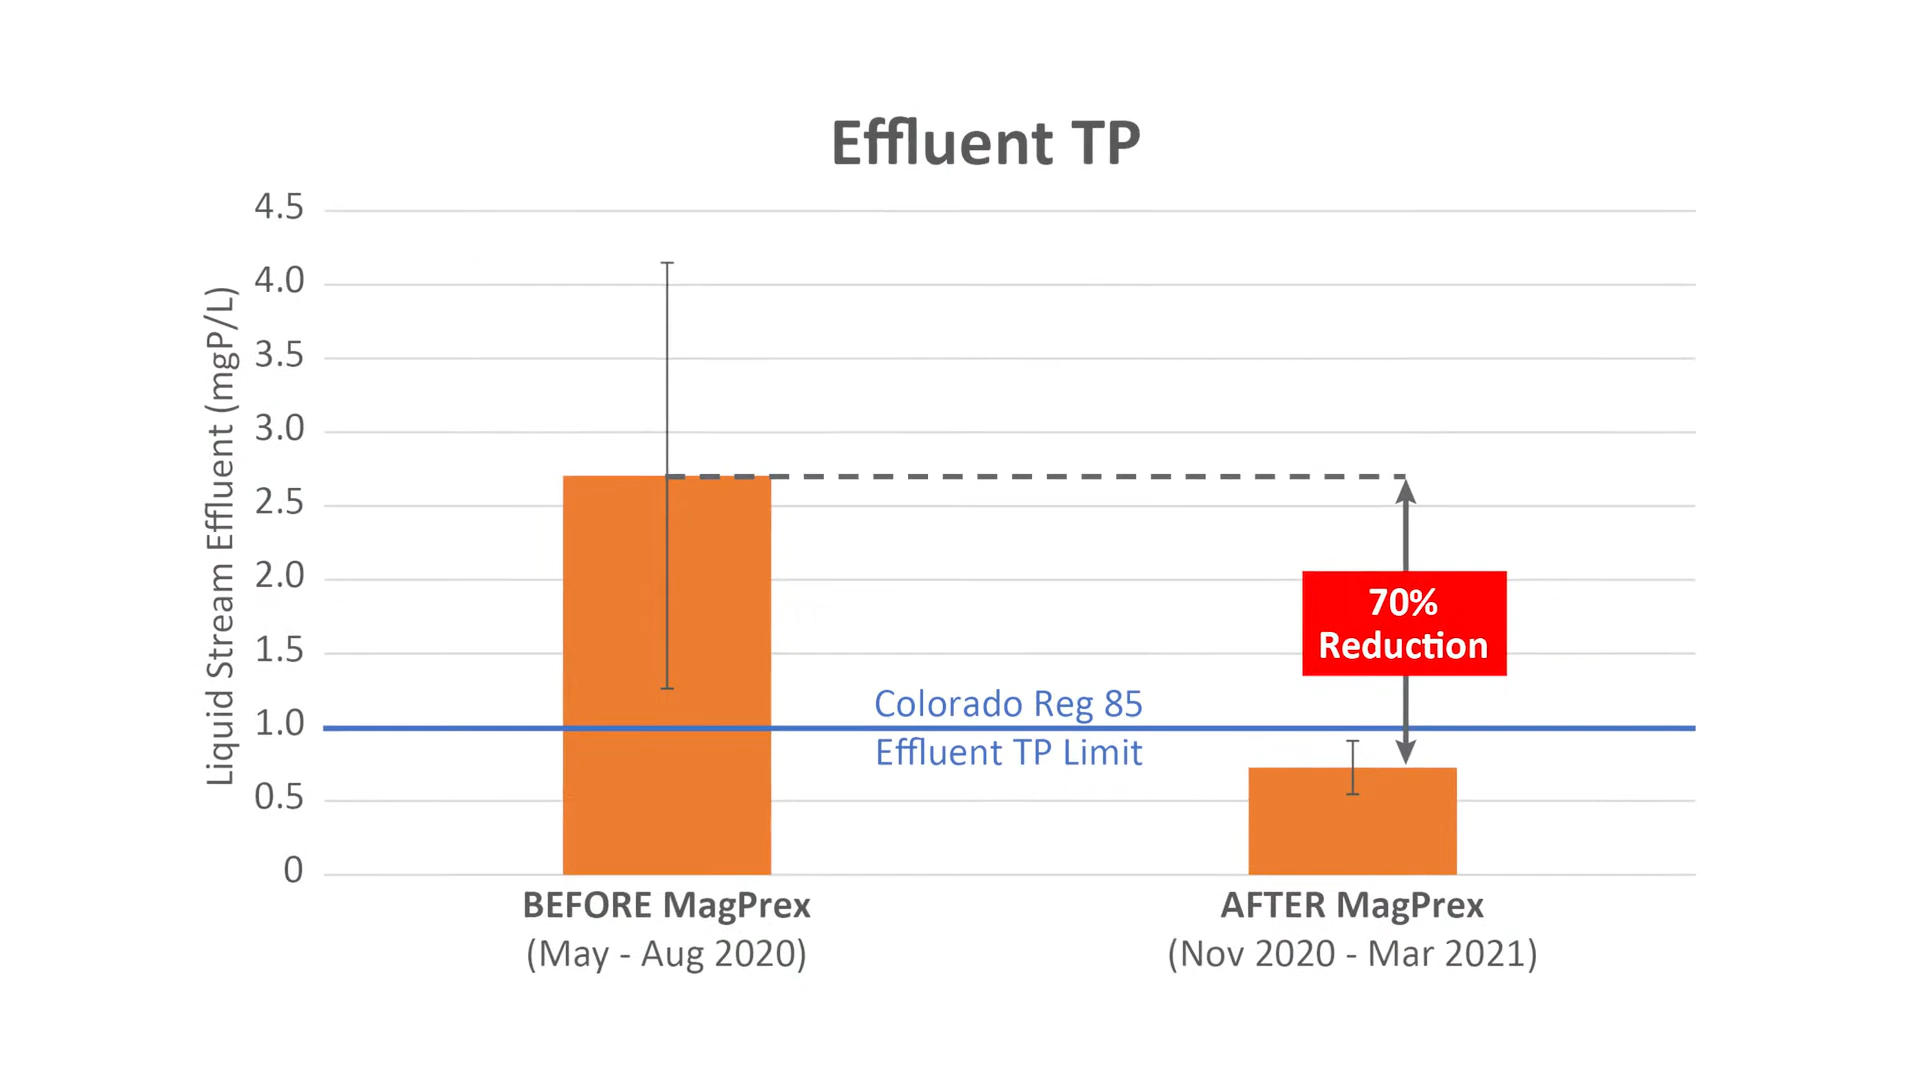 Effluent TP
Liquid Stream Effluent (mgP/L)
4.5
4.0
3.5
3.0
2.5
2.0
1.5
1.0
0.5
0
70%
Reduction
Colorado Reg 85
Effluent TP Limit
BEFORE MagPrex
(May - Aug 2020)
AFTER MagPrex
(Nov 2020 - Mar 2021)